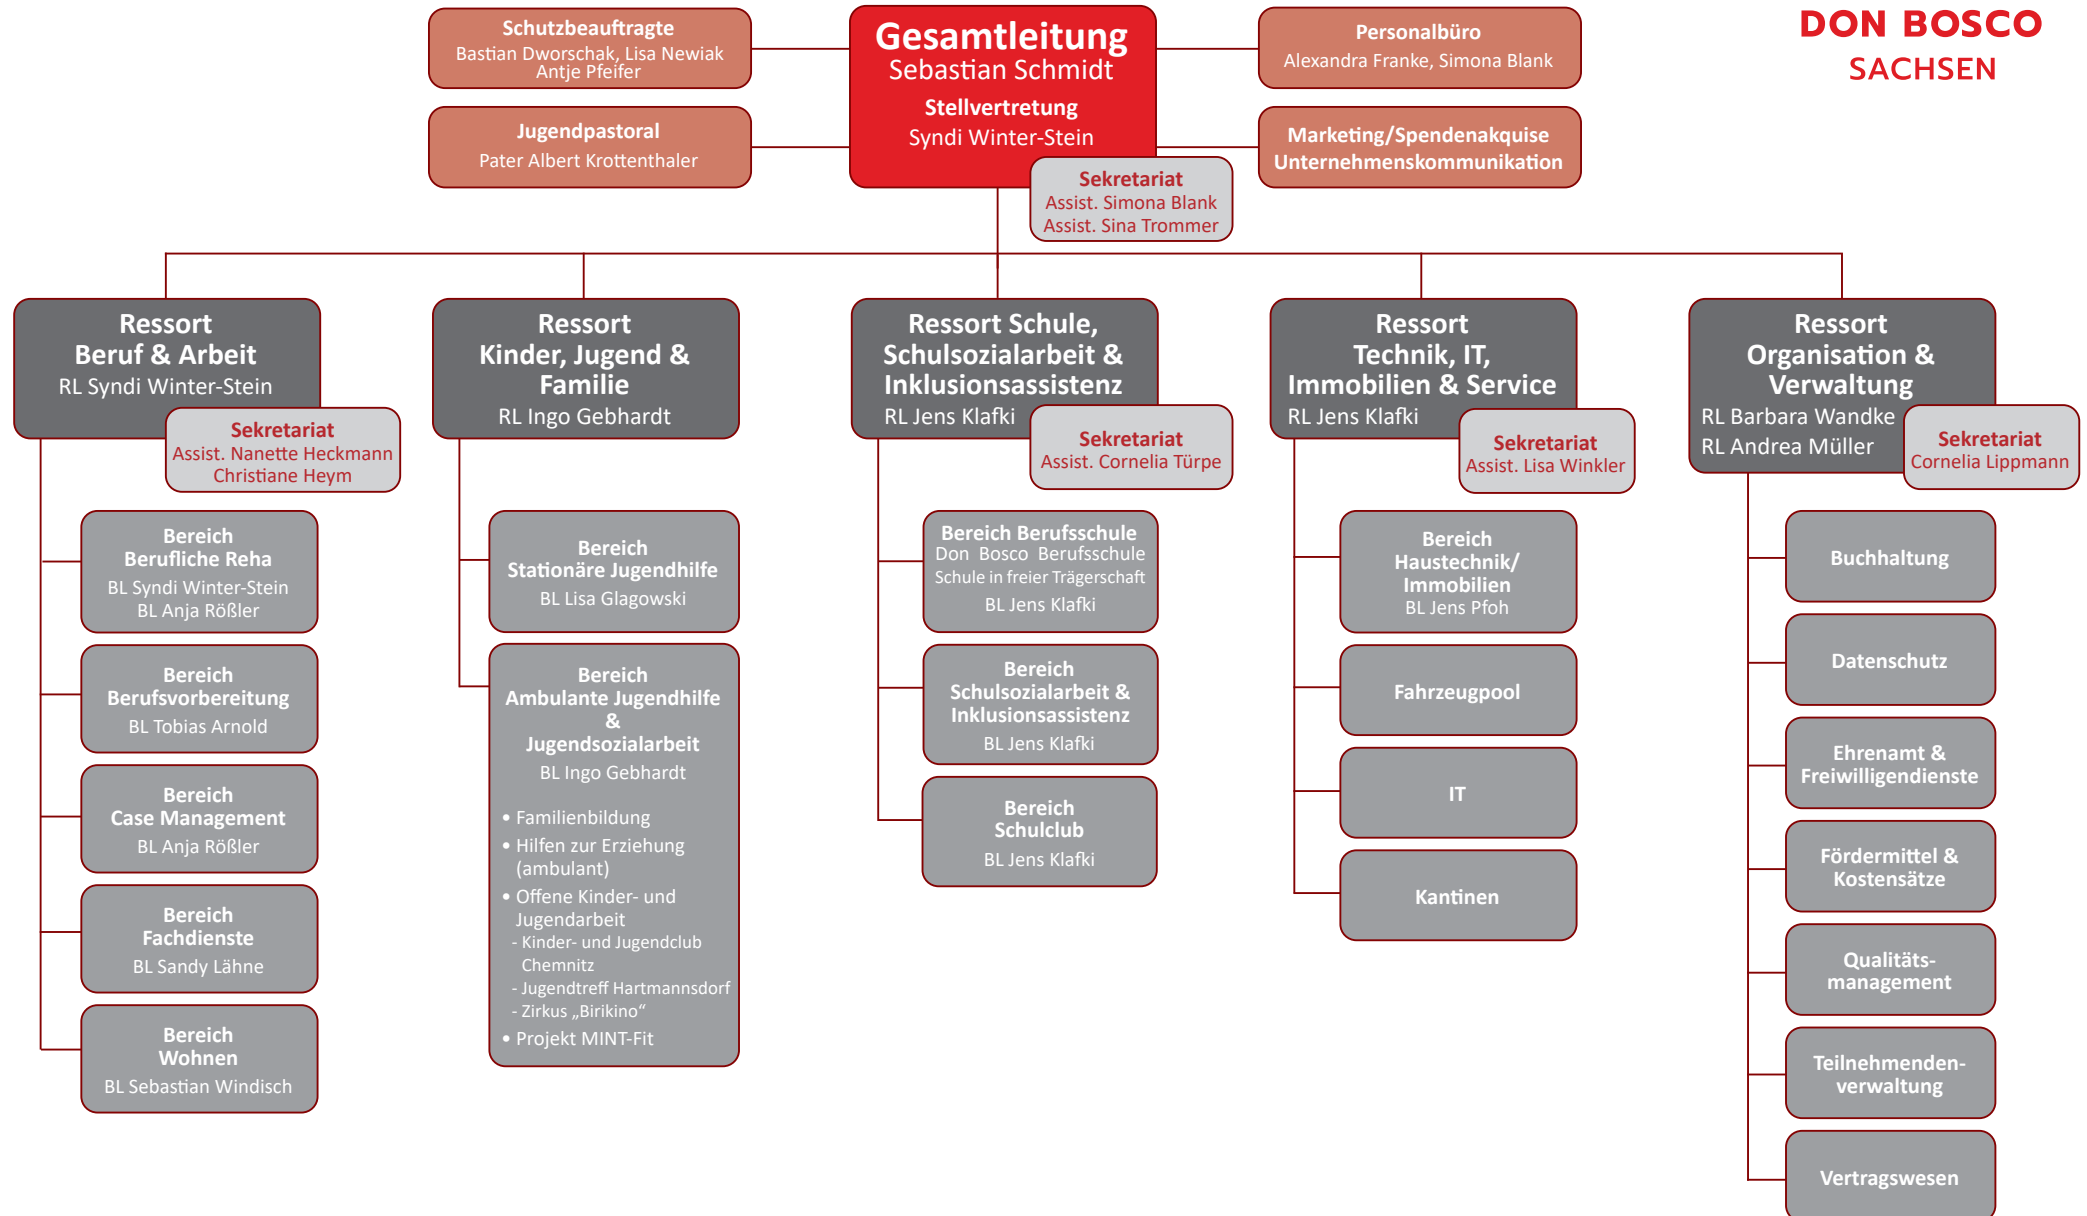 Schutzbeauftragte
Bastian Dworschak, Lisa Newiak
Antje Pfeifer
Jugendpastoral
Pater Albert Krottenthaler
Gesamtleitung
Sebastian Schmidt
Stellvertretung
Syndi Winter-Stein
Sekretariat
Assist. Simona Blank
Assist. Sina Trommer
Personalbüro
Alexandra Franke, Simona Blank
Marketing/Spendenakquise
Unternehmenskommunikation
DON BOSCO
SACHSEN
Ressort
Beruf & Arbeit
RL Syndi Winter-Stein
Sekretariat
Assist. Nanette Heckmann
Christiane Heym
Bereich
Berufliche Reha
BL Syndi Winter-Stein
BL Anja Rößler
Bereich
Berufsvorbereitung
BL Tobias Arnold
Bereich
Case Management
BL Anja Rößler
Bereich
Fachdienste
BL Sandy Lähne
Bereich
Wohnen
BL Sebastian Windisch
Ressort
Kinder, Jugend &
Familie
RL Ingo Gebhardt
Bereich
Stationäre Jugendhilfe
BL Lisa Glagowski
Bereich
Ambulante Jugendhilfe
&
Jugendsozialarbeit
BL Ingo Gebhardt
• Familienbildung
• Hilfen zur Erziehung
(ambulant)
• Offene Kinder- und
Jugendarbeit
- Kinder- und Jugendclub
Chemnitz
- Jugendtreff Hartmannsdorf
- Zirkus „Birikino“
• Projekt MINT-Fit
Ressort Schule,
Schulsozialarbeit &
Inklusionsassistenz
RL Jens Klafki
Sekretariat
Assist. Cornelia Türpe
Bereich Berufsschule
Don Bosco Berufsschule
Schule in freier Trägerschaft
BL Jens Klafki
Bereich
Schulsozialarbeit &
Inklusionsassistenz
BL Jens Klafki
Bereich
Schulclub
BL Jens Klafki
Ressort
Technik, IT,
Immobilien & Service
RL Jens Klafki
Sekretariat
Assist. Lisa Winkler
Bereich
Haustechnik/
Immobilien
BL Jens Pfoh
Fahrzeugpool
IT
Kantinen
Ressort
Organisation &
Verwaltung
RL Barbara Wandke
RL Andrea Müller
Sekretariat
Cornelia Lippmann
Buchhaltung
Datenschutz
Ehrenamt &
Freiwilligendienste
Fördermittel &
Kostensätze
Qualitäts-
management
Teilnehmenden-
verwaltung
Vertragswesen